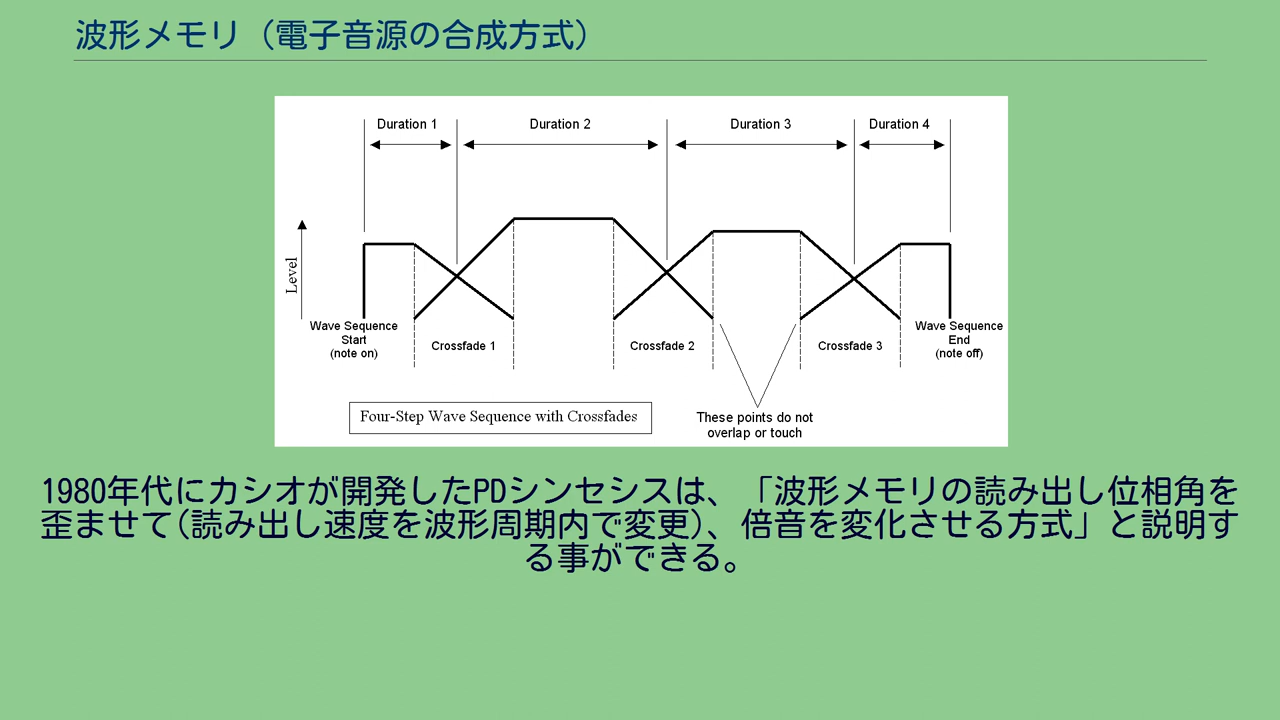 波形メモリ（電子音源の合成方式）
Duration 1
Duration 2
Duration 3
Duration 4
Level
Wave Sequence
Start
(note on)
Crossfade 1
Crossfade 2
Crossfade 3
Wave Sequence
End
(note off)
Four-Step Wave Sequence with Crossfades
These points do not
overlap or touch
1980年代にカシオが開発したPDシンセシスは、「波形メモリの読み出し位相角を
歪ませて(読み出し速度を波形周期内で変更)、倍音を変化させる方式」と説明す
る事ができる。